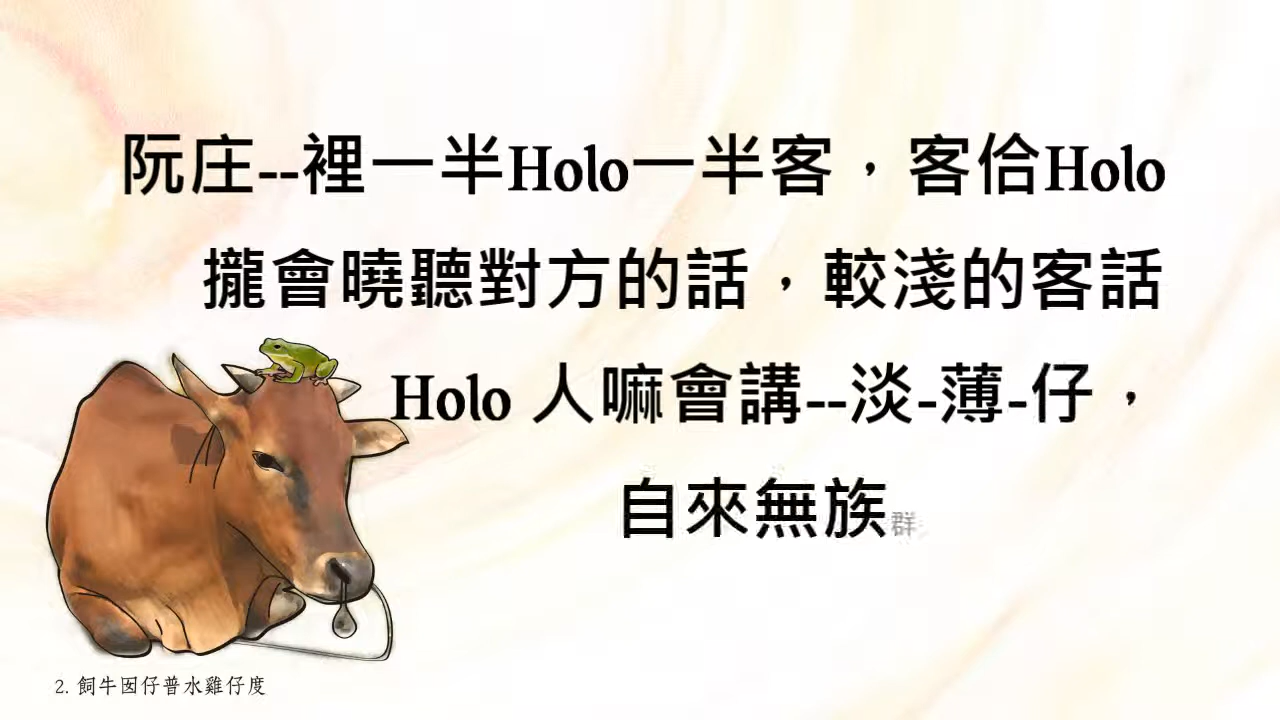 阮庄--裡一半Holo一半客，客佮Holo
攏會曉聽對方的話，較淺的客話
Holo 人嘛會講--淡-薄-仔，
自來無族群
2. 飼牛囡仔普水雞仔度